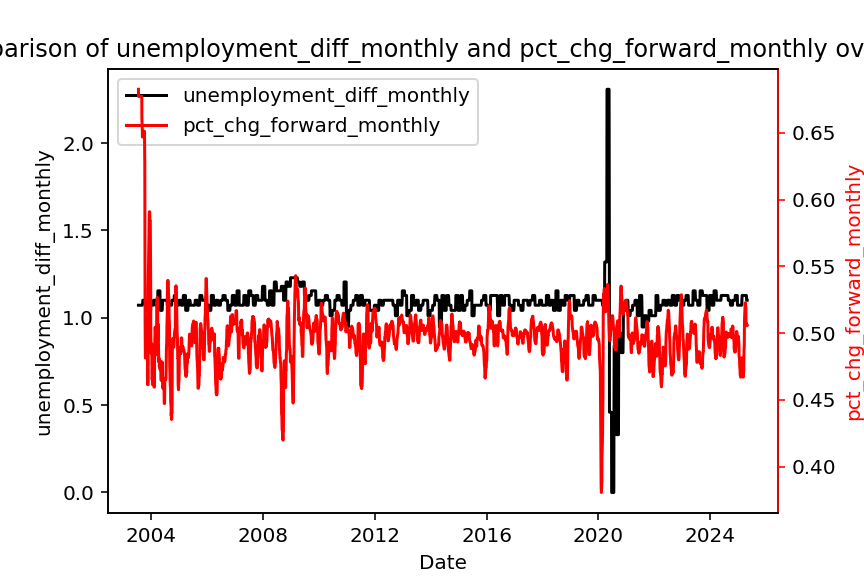 parison of unemployment_diff_monthly and pct_chg_forward_monthly ov
unemployment_diff_monthly
pct_chg_forward_monthly
unemployment_diff_monthly
2.0
1.5
1.0
0.5
0.0
0.65
0.60
0.55
0.50
0.45
0.40
pct_chg_forward_monthly
2004 2008 2012 2016 2020 2024
Date